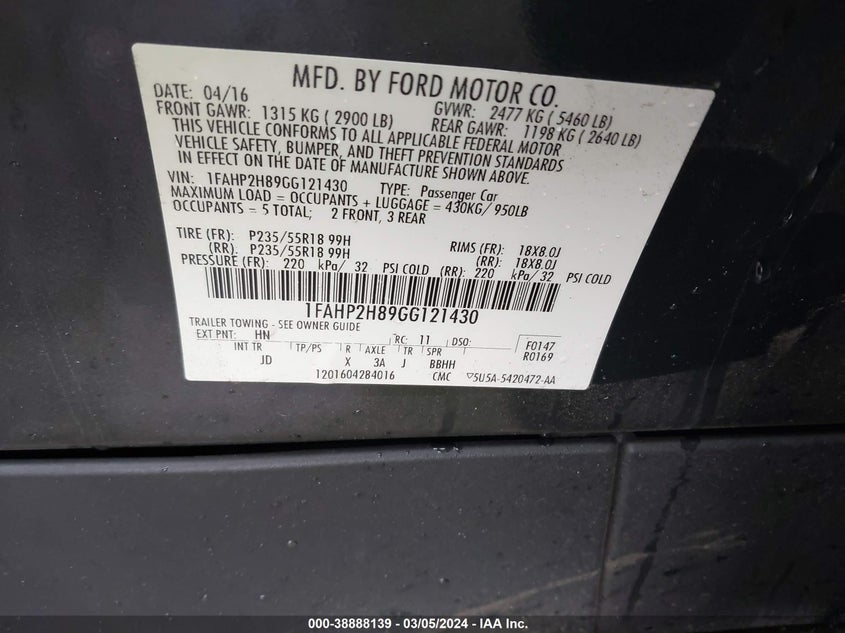 MFD. BY FORD MOTOR CO.
DATE: 04/16 GVWR: 2477 KG ( 5460 LB)
FRONT GAWR: 1315 KG ( 2900 LB) REAR GAWR: 1198 KG ( 2640 LB)
THIS VEHICLE CONFORMS TO ALL APPLICABLE FEDERAL MOTOR
VEHICLE SAFETY, BUMPER, AND THEFT PREVENTION STANDARDS
IN EFFECT ON THE DATE OF MANUFACTURE SHOWN ABOVE.
VIN: 1FAHP2H89GG121430 TYPE: Passenger Car
MAXIMUM LOAD = OCCUPANTS + LUGGAGE = 430KG/ 950LB
OCCUPANTS = 5 TOTAL; 2 FRONT, 3 REAR
TIRE (FR): P235/55R18 99H RIMS (FR): 18X8.0J
(RR): P235/55R18 99H (RR): 18X8.0J
PRESSURE (FR): 220 kPa/ 32 PSI COLD (RR): 220 kPa/ 32 PSI COLD
1FAHP2H89GG121430
TRAILER TOWING - SEE OWNER GUIDE
EXT PNT: HN RC: 11 DSO: F0147
INT TR TP/PS R AXLE TR SPR R0169
JD X 3A J BBHH
1201604284016 CMC ▽5U5A-5420472-AA
000-38888139 — 03/05/2024 — IAA Inc.